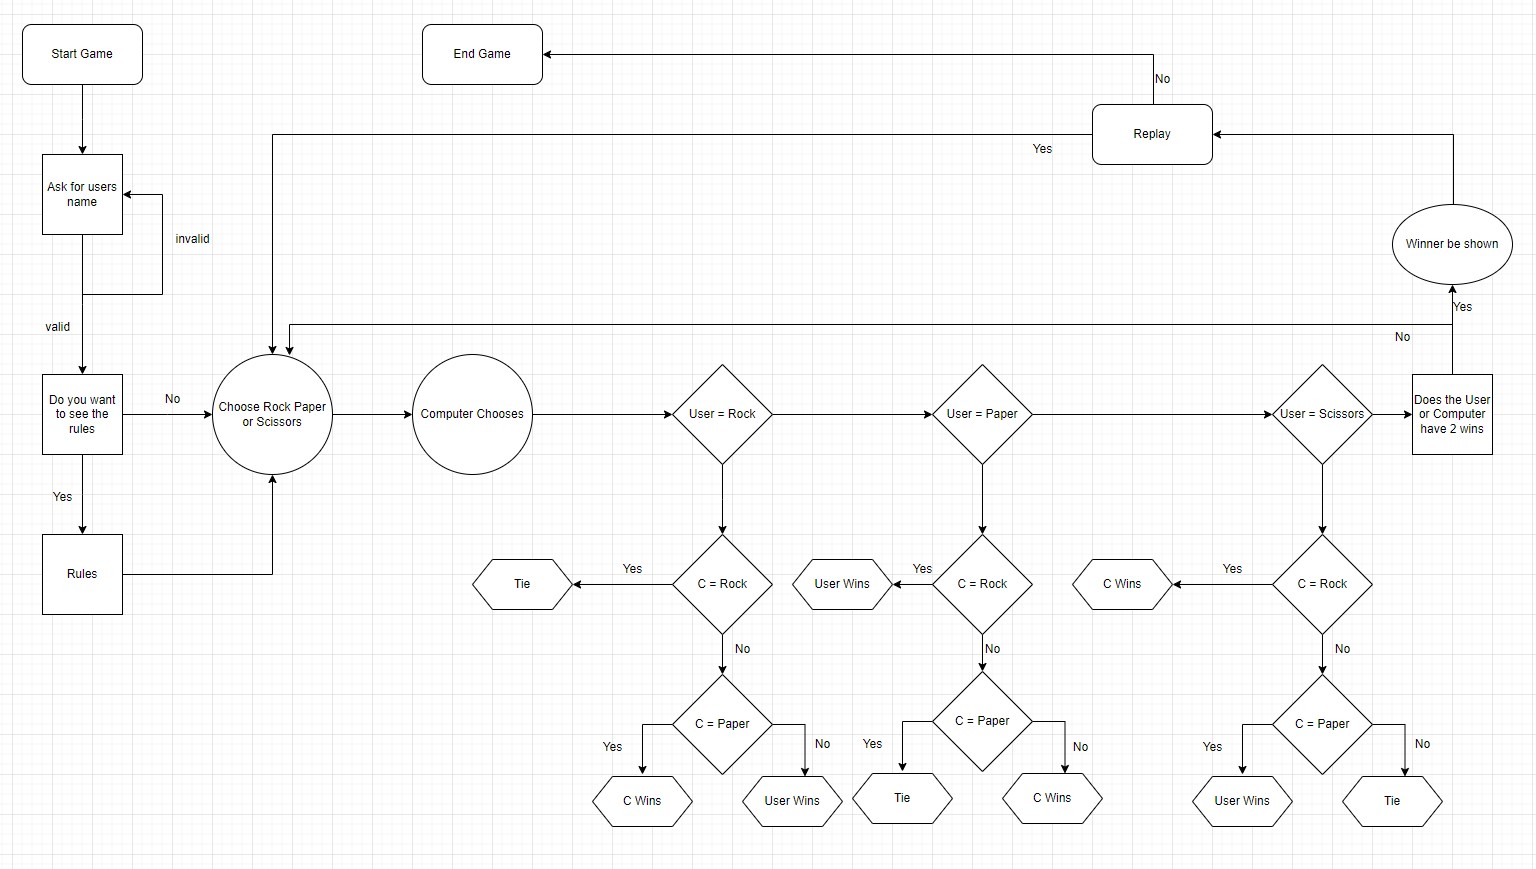 Start Game
End Game
No
Replay
Yes
Ask for users
name
invalid
Winner be shown
Yes
valid
No
Do you want
to see the
rules
No
Choose Rock Paper
or Scissors
Computer Chooses
User = Rock
User = Paper
User = Scissors
Does the User
or Computer
have 2 wins
Yes
Rules
Tie
Yes
C = Rock
User Wins
Yes
C = Rock
C Wins
Yes
C = Rock
No
No
No
C = Paper
C = Paper
C = Paper
Yes
No
Yes
No
Yes
No
C Wins
User Wins
Tie
C Wins
User Wins
Tie